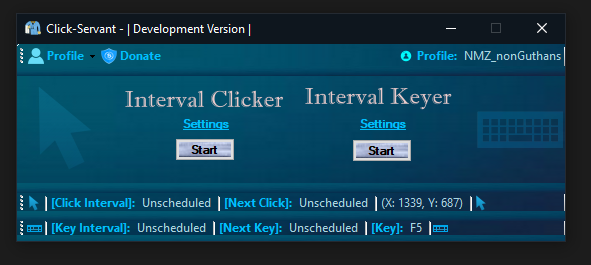 Click-Servant - | Development Version |
Profile Donate Profile: NMZ_nonGuthans
Interval Clicker Interval Keyer
Settings Settings
Start Start
[Click Interval]: Unscheduled [Next Click]: Unscheduled (X: 1339, Y: 687)
[Key Interval]: Unscheduled [Next Key]: Unscheduled [Key]: F5